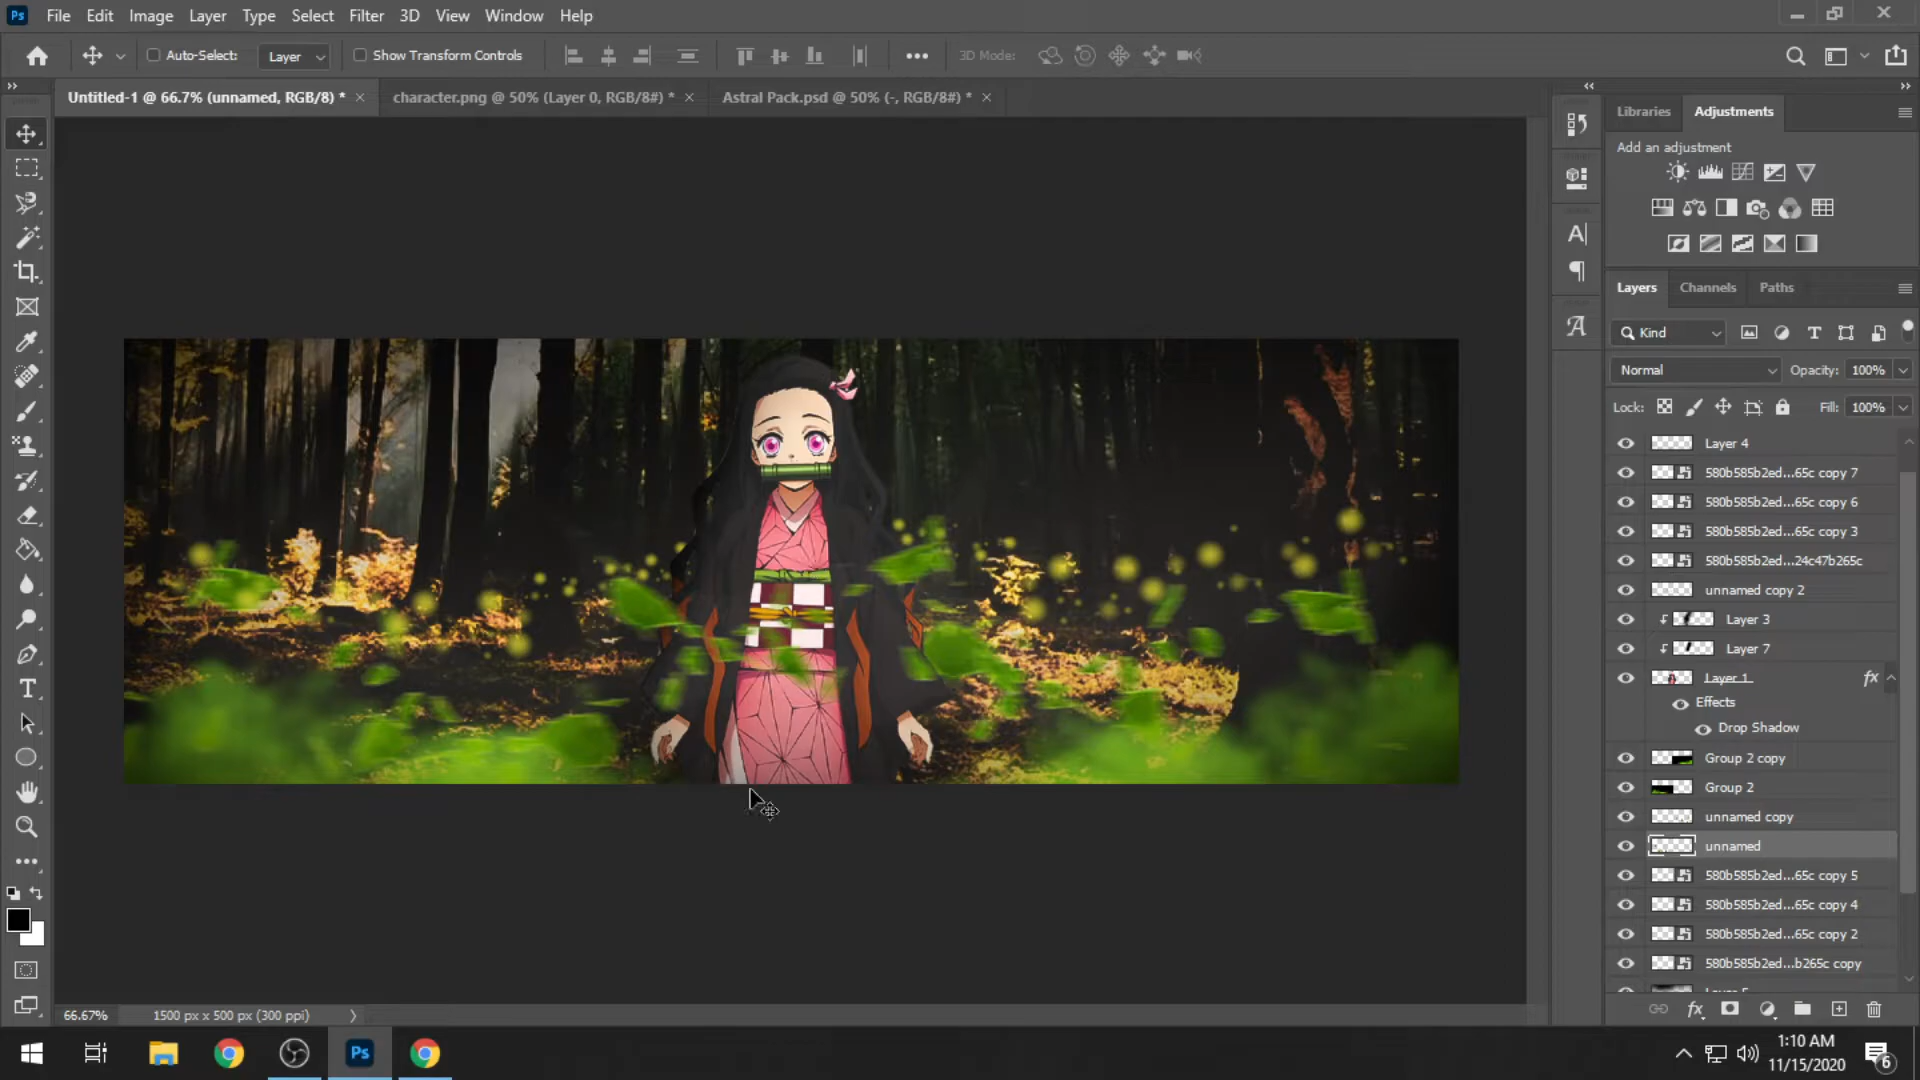 Ps File Edit Image Layer Type Select Filter 3D View Window Help
Auto-Select: Layer Show Transform Controls 3D Mode:
Untitled-1 @ 66.7% (unnamed, RGB/8) * × character.png @ 50% (Layer 0, RGB/8#) * × Astral Pack.psd @ 50% (-, RGB/8#) * ×
Libraries Adjustments
Add an adjustment
Layers Channels Paths
Kind
Normal Opacity: 100%
Lock: Fill: 100%
Layer 4
580b585b2ed...65c copy 7
580b585b2ed...65c copy 6
580b585b2ed...65c copy 3
580b585b2ed...24c47b265c
unnamed copy 2
Layer 3
Layer 7
Layer 1 fx
Effects
Drop Shadow
Group 2 copy
Group 2
unnamed copy
unnamed
580b585b2ed...65c copy 5
580b585b2ed...65c copy 4
580b585b2ed...65c copy 2
580b585b2ed...b265c copy
66.67% 1500 px x 500 px (300 ppi)
fx
Ps
1:10 AM
11/15/2020
6